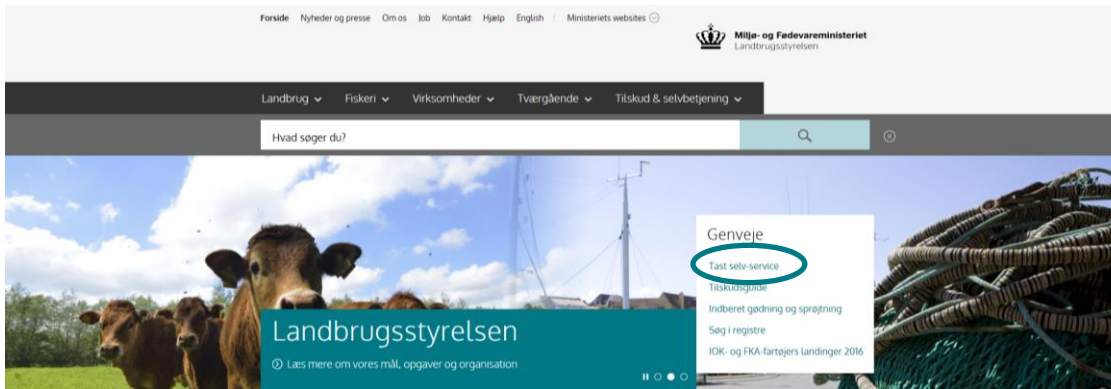 Forside Nyheder og presse Om os Job Kontakt Hjælp English Ministeriets websites
Miljø- og Fødevareministeriet
Landbrugsstyrelsen
Landbrug Fiskeri Virksomheder Tværgående Tilskud & selvbetjening
Hvad søger du?
Genveje
Tast selv-service
Tilskudsguide
Indberet gødning og sprøjtning
Søg i registre
IOK- og FKA-fartøjers landinger 2016
Landbrugsstyrelsen
Læs mere om vores mål, opgaver og organisation